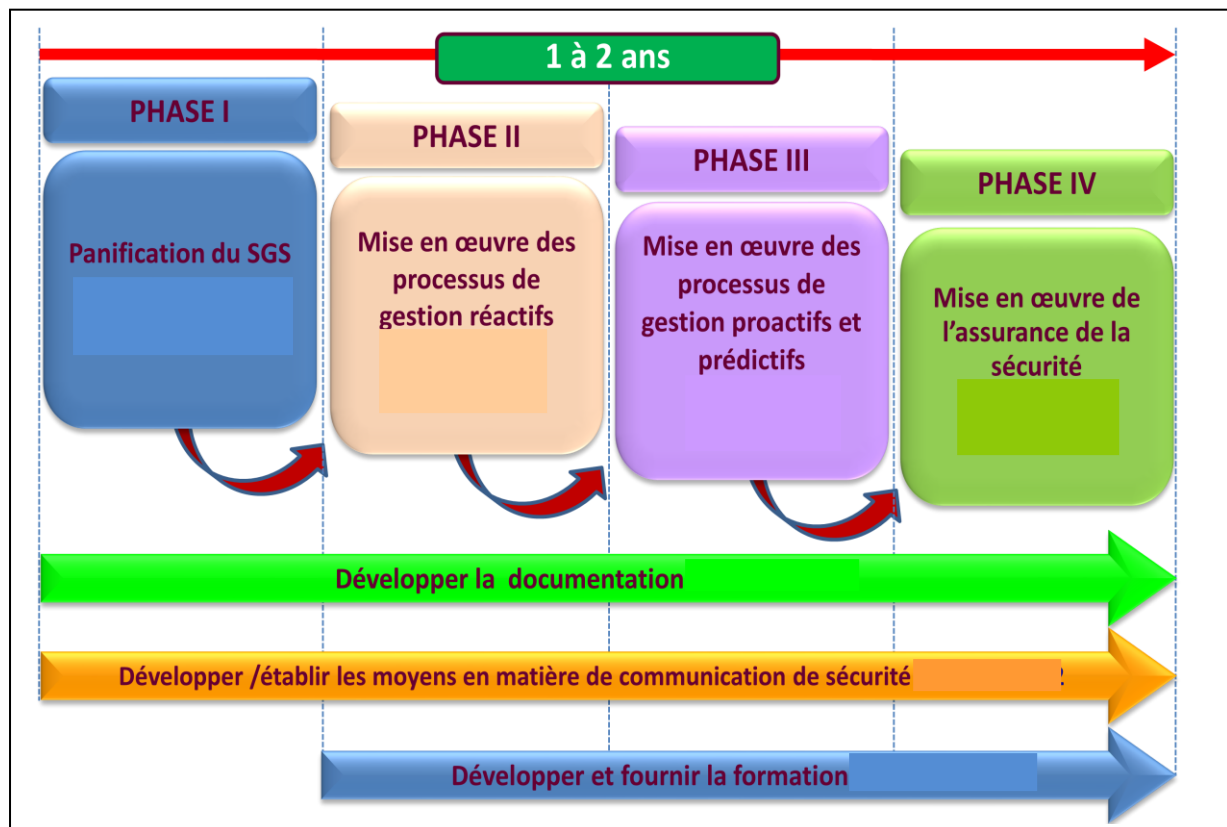 1 à 2 ans
PHASE I
PHASE II
PHASE III
PHASE IV
Panification du SGS
Mise en œuvre des
processus de
gestion réactifs
Mise en œuvre des
processus de
gestion proactifs et
prédictifs
Mise en œuvre de
l’assurance de la
sécurité
Développer la documentation
Développer /établir les moyens en matière de communication de sécurité
Développer et fournir la formation